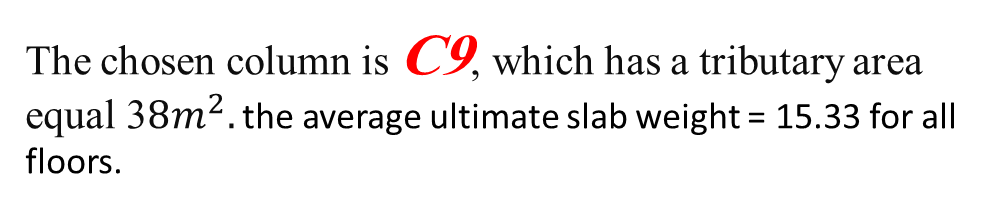 The chosen column is C9, which has a tributary area
equal 38m². the average ultimate slab weight = 15.33 for all
floors.